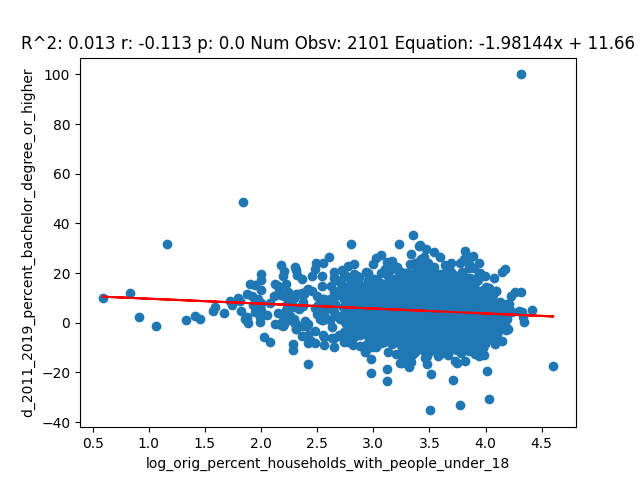 R^2: 0.013 r: -0.113 p: 0.0 Num Obsv: 2101 Equation: -1.98144x + 11.66
d_2011_2019_percent_bachelor_degree_or_higher
100
80
60
40
20
0
−20
−40
0.5 1.0 1.5 2.0 2.5 3.0 3.5 4.0 4.5
log_orig_percent_households_with_people_under_18